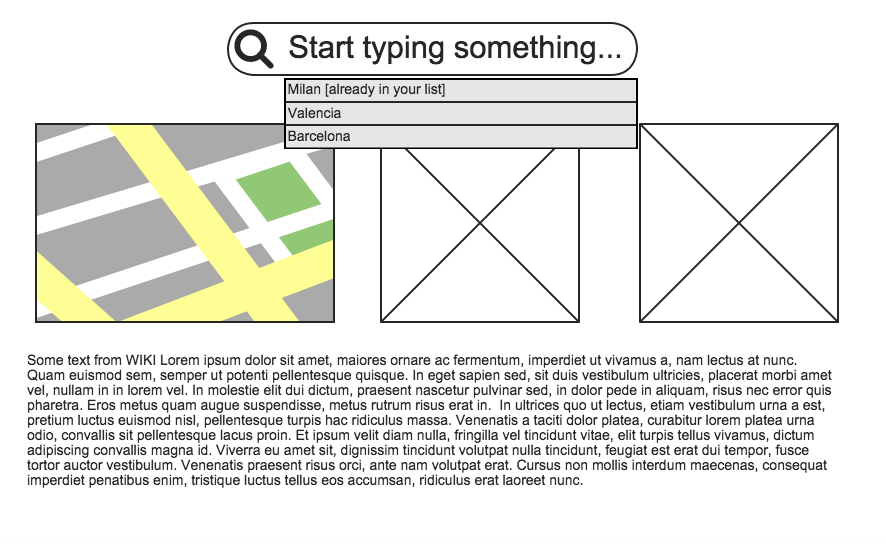 Start typing something...
Milan [already in your list]
Valencia
Barcelona
Some text from WIKI Lorem ipsum dolor sit amet, maiores ornare ac fermentum, imperdiet ut vivamus a, nam lectus at nunc.
Quam euismod sem, semper ut potenti pellentesque quisque. In eget sapien sed, sit duis vestibulum ultricies, placerat morbi amet
vel, nullam in in lorem vel. In molestie elit dui dictum, praesent nascetur pulvinar sed, in dolor pede in aliquam, risus nec error quis
pharetra. Eros metus quam augue suspendisse, metus rutrum risus erat in.  In ultrices quo ut lectus, etiam vestibulum urna a est,
pretium luctus euismod nisl, pellentesque turpis hac ridiculus massa. Venenatis a taciti dolor platea, curabitur lorem platea urna
odio, convallis sit pellentesque lacus proin. Et ipsum velit diam nulla, fringilla vel tincidunt vitae, elit turpis tellus vivamus, dictum
adipiscing convallis magna id. Viverra eu amet sit, dignissim tincidunt volutpat nulla tincidunt, feugiat est erat dui tempor, fusce
tortor auctor vestibulum. Venenatis praesent risus orci, ante nam volutpat erat. Cursus non mollis interdum maecenas, consequat
imperdiet penatibus enim, tristique luctus tellus eos accumsan, ridiculus erat laoreet nunc.